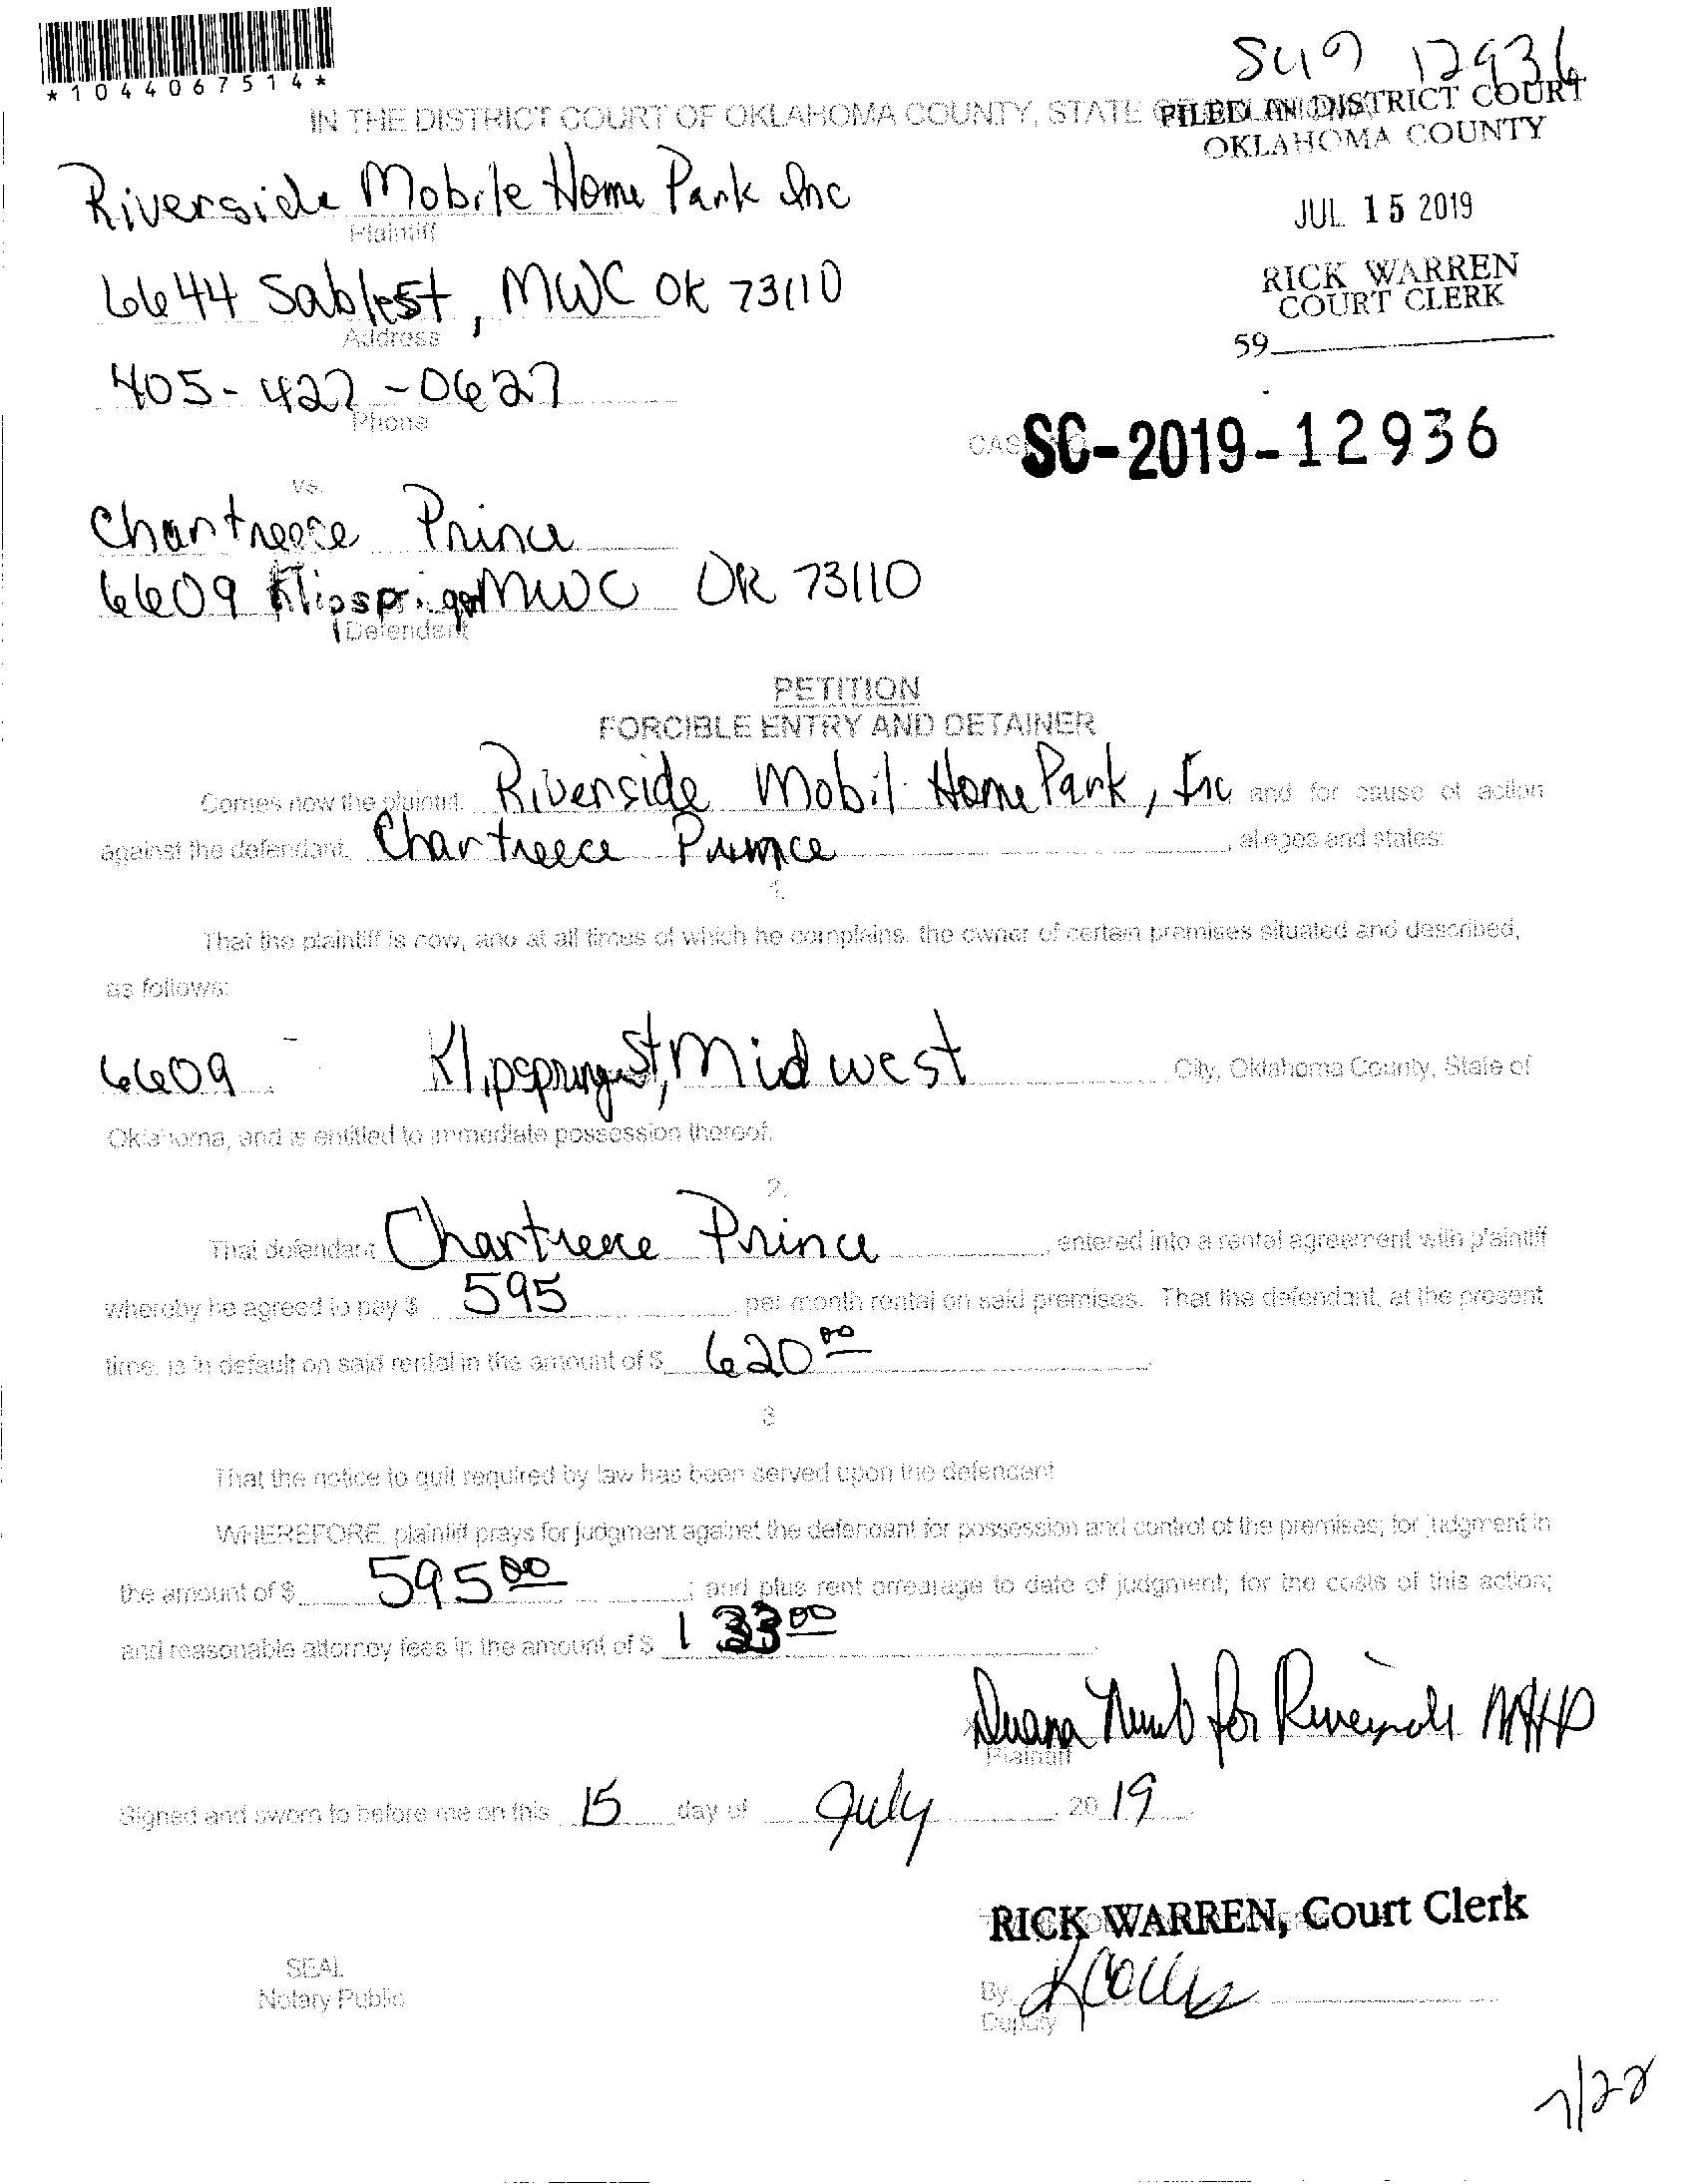 *1044067514*
SC19 12936
IN THE DISTRICT COURT OF OKLAHOMA COUNTY, STATE
FILED IN DISTRICT COURT
OKLAHOMA COUNTY
JUL 15 2019
RICK WARREN
COURT CLERK
59
Riverside Mobile Home Park Inc
Plaintiff
6644 Sable st, MWC OK 73110
Address
405-427-0627
Phone
CASE
SC-2019-12936
vs.
Chartreece Prince
6609 Klipspringer MWC OK 73110
Defendant
PETITION
FORCIBLE ENTRY AND DETAINER
Comes now the plaintiff, Riverside Mobil Home Park, Inc and for cause of action
against the defendant, Chartreece Prince, alleges and states:
1.
That the plaintiff is now, and at all times of which he complains, the owner of certain premises situated and described,
as follows:
6609 Klipspringer St, Midwest City, Oklahoma County, State of
Oklahoma, and is entitled to immediate possession thereof.
2.
That defendant Chartreece Prince, entered into a rental agreement with plaintiff
whereby he agreed to pay $ 595 per month rental on said premises. That the defendant, at the present
time, is in default on said rental in the amount of $ 620 00.
3
That the notice to quit required by law has been served upon the defendant
WHEREFORE, plaintiff prays for judgment against the defendant for possession and control of the premises; for judgment in
the amount of $ 595 00; and plus rent arrearage to date of judgment; for the costs of this action;
and reasonable attorney fees in the amount of $ 133 00.
for Riverside MHP
Plaintiff
Signed and sworn to before me on this 15 day of July, 20 19.
RICK WARREN, Court Clerk
SEAL
Notary Public
By
Deputy
7/22